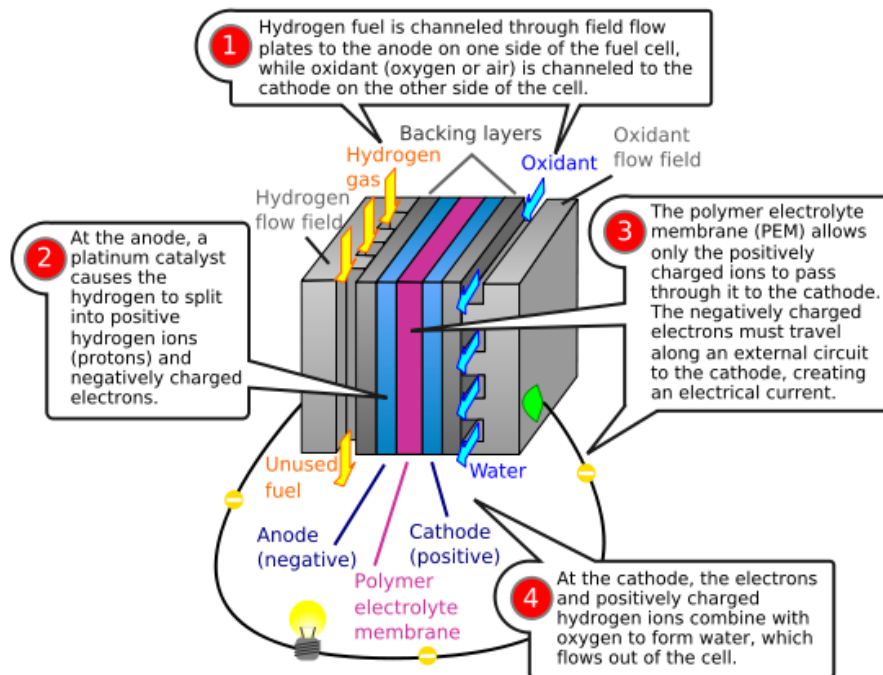 1
Hydrogen fuel is channeled through field flow
plates to the anode on one side of the fuel cell,
while oxidant (oxygen or air) is channeled to the
cathode on the other side of the cell.
Backing layers
Oxidant
flow field
Hydrogen
gas
Oxidant
Hydrogen
flow field
2
At the anode, a
platinum catalyst
causes the
hydrogen to split
into positive
hydrogen ions
(protons) and
negatively charged
electrons.
3
The polymer electrolyte
membrane (PEM) allows
only the positively
charged ions to pass
through it to the cathode.
The negatively charged
electrons must travel
along an external circuit
to the cathode, creating
an electrical current.
Unused
fuel
Water
Anode
(negative)
Cathode
(positive)
Polymer
electrolyte
membrane
4
At the cathode, the electrons
and positively charged
hydrogen ions combine with
oxygen to form water, which
flows out of the cell.